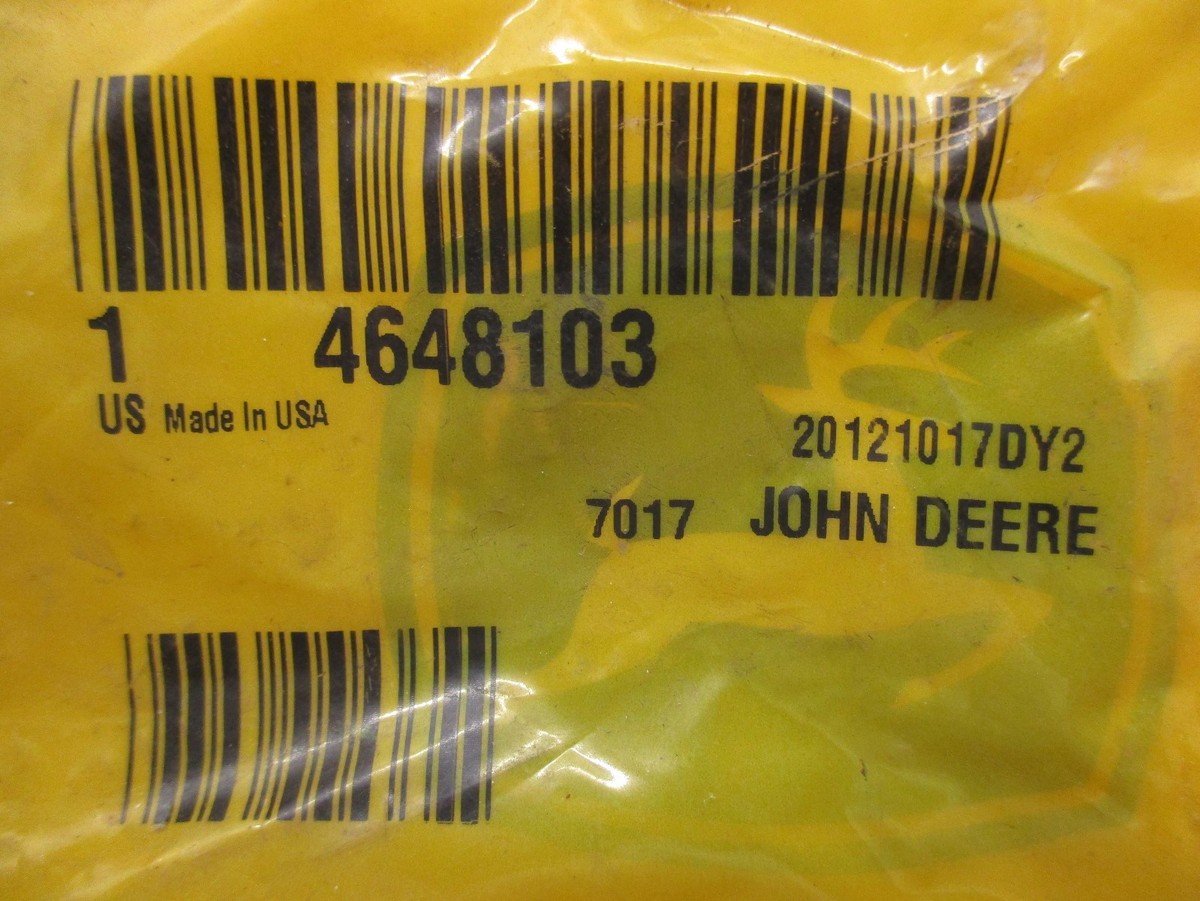 1 4648103
US Made In USA
20121017DY2
7017 JOHN DEERE